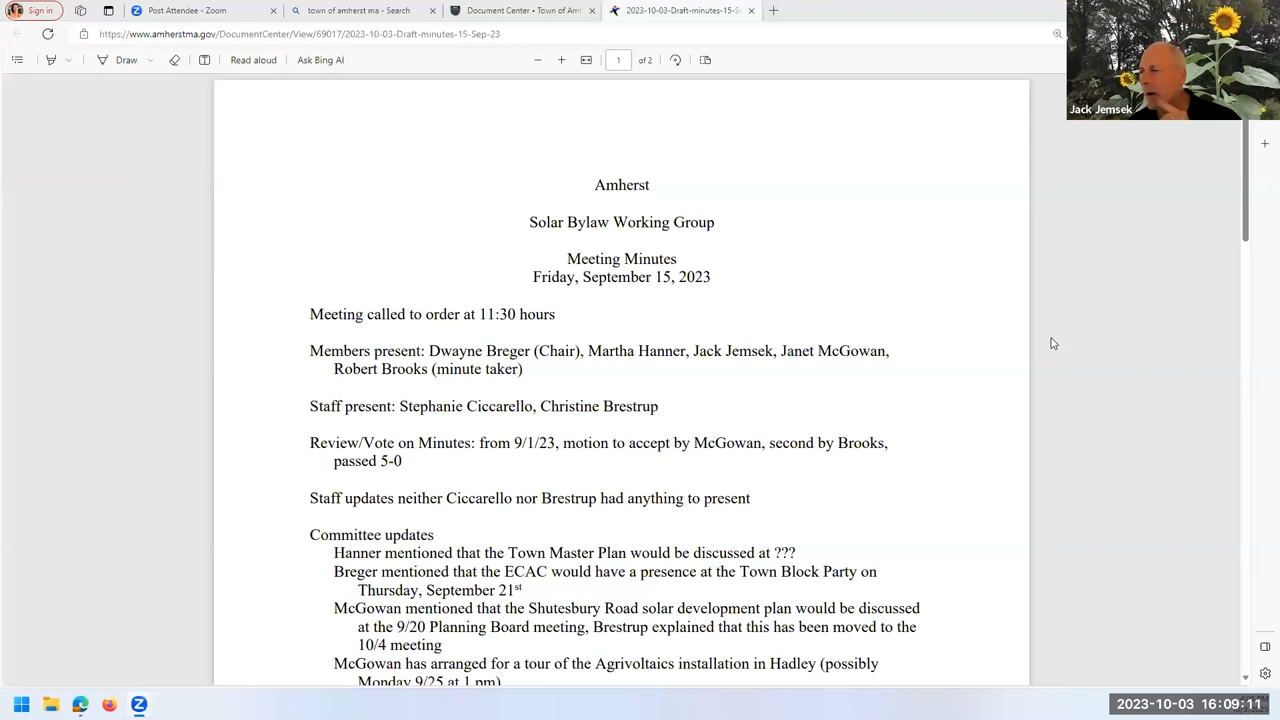 Sign in
Post Attendee - Zoom
town of amherst ma - Search
Document Center • Town of Am
2023-10-03-Draft-minutes-15-Se
https://www.amherstma.gov/DocumentCenter/View/69017/2023-10-03-Draft-minutes-15-Sep-23
Draw
Read aloud
Ask Bing AI
1
of 2
Jack Jemsek
Amherst
Solar Bylaw Working Group
Meeting Minutes
Friday, September 15, 2023
Meeting called to order at 11:30 hours
Members present: Dwayne Breger (Chair), Martha Hanner, Jack Jemsek, Janet McGowan,
Robert Brooks (minute taker)
Staff present: Stephanie Ciccarello, Christine Brestrup
Review/Vote on Minutes: from 9/1/23, motion to accept by McGowan, second by Brooks,
passed 5-0
Staff updates neither Ciccarello nor Brestrup had anything to present
Committee updates
Hanner mentioned that the Town Master Plan would be discussed at ???
Breger mentioned that the ECAC would have a presence at the Town Block Party on
Thursday, September 21st
McGowan mentioned that the Shutesbury Road solar development plan would be discussed
at the 9/20 Planning Board meeting, Brestrup explained that this has been moved to the
10/4 meeting
McGowan has arranged for a tour of the Agrivoltaics installation in Hadley (possibly
Monday 9/25 at 1 pm)
2023-10-03 16:09:11